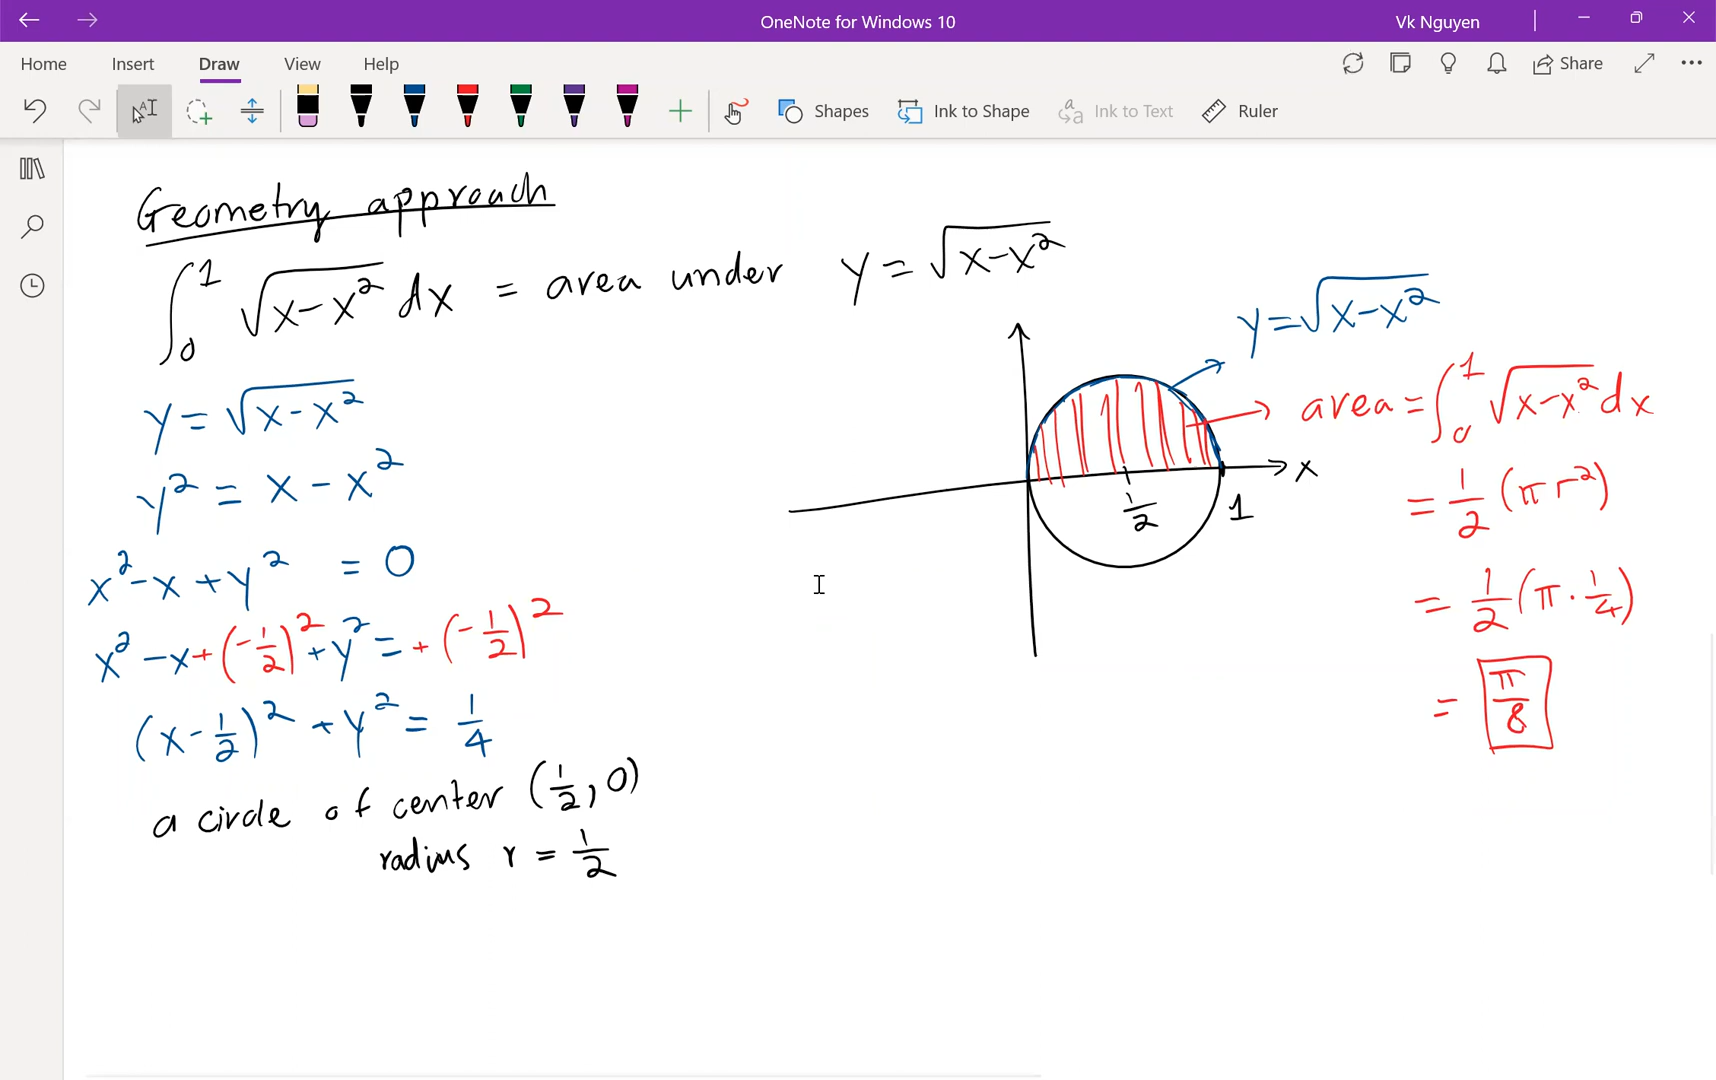 OneNote for Windows 10
Vk Nguyen
Home Insert Draw View Help
Share
Shapes Ink to Shape Ink to Text Ruler
Geometry approach
∫₀¹ √(x-x²) dx = area under y = √(x-x²)
y = √(x-x²)
y² = x - x²
x² - x + y² = 0
x² - x + (-1/2)² + y² = + (-1/2)²
(x - 1/2)² + y² = 1/4
a circle of center (1/2, 0)
radius r = 1/2
y = √(x-x²)
x
1/2
1
area = ∫₀¹ √(x-x²) dx
= 1/2 (π r²)
= 1/2 (π · 1/4)
= π/8